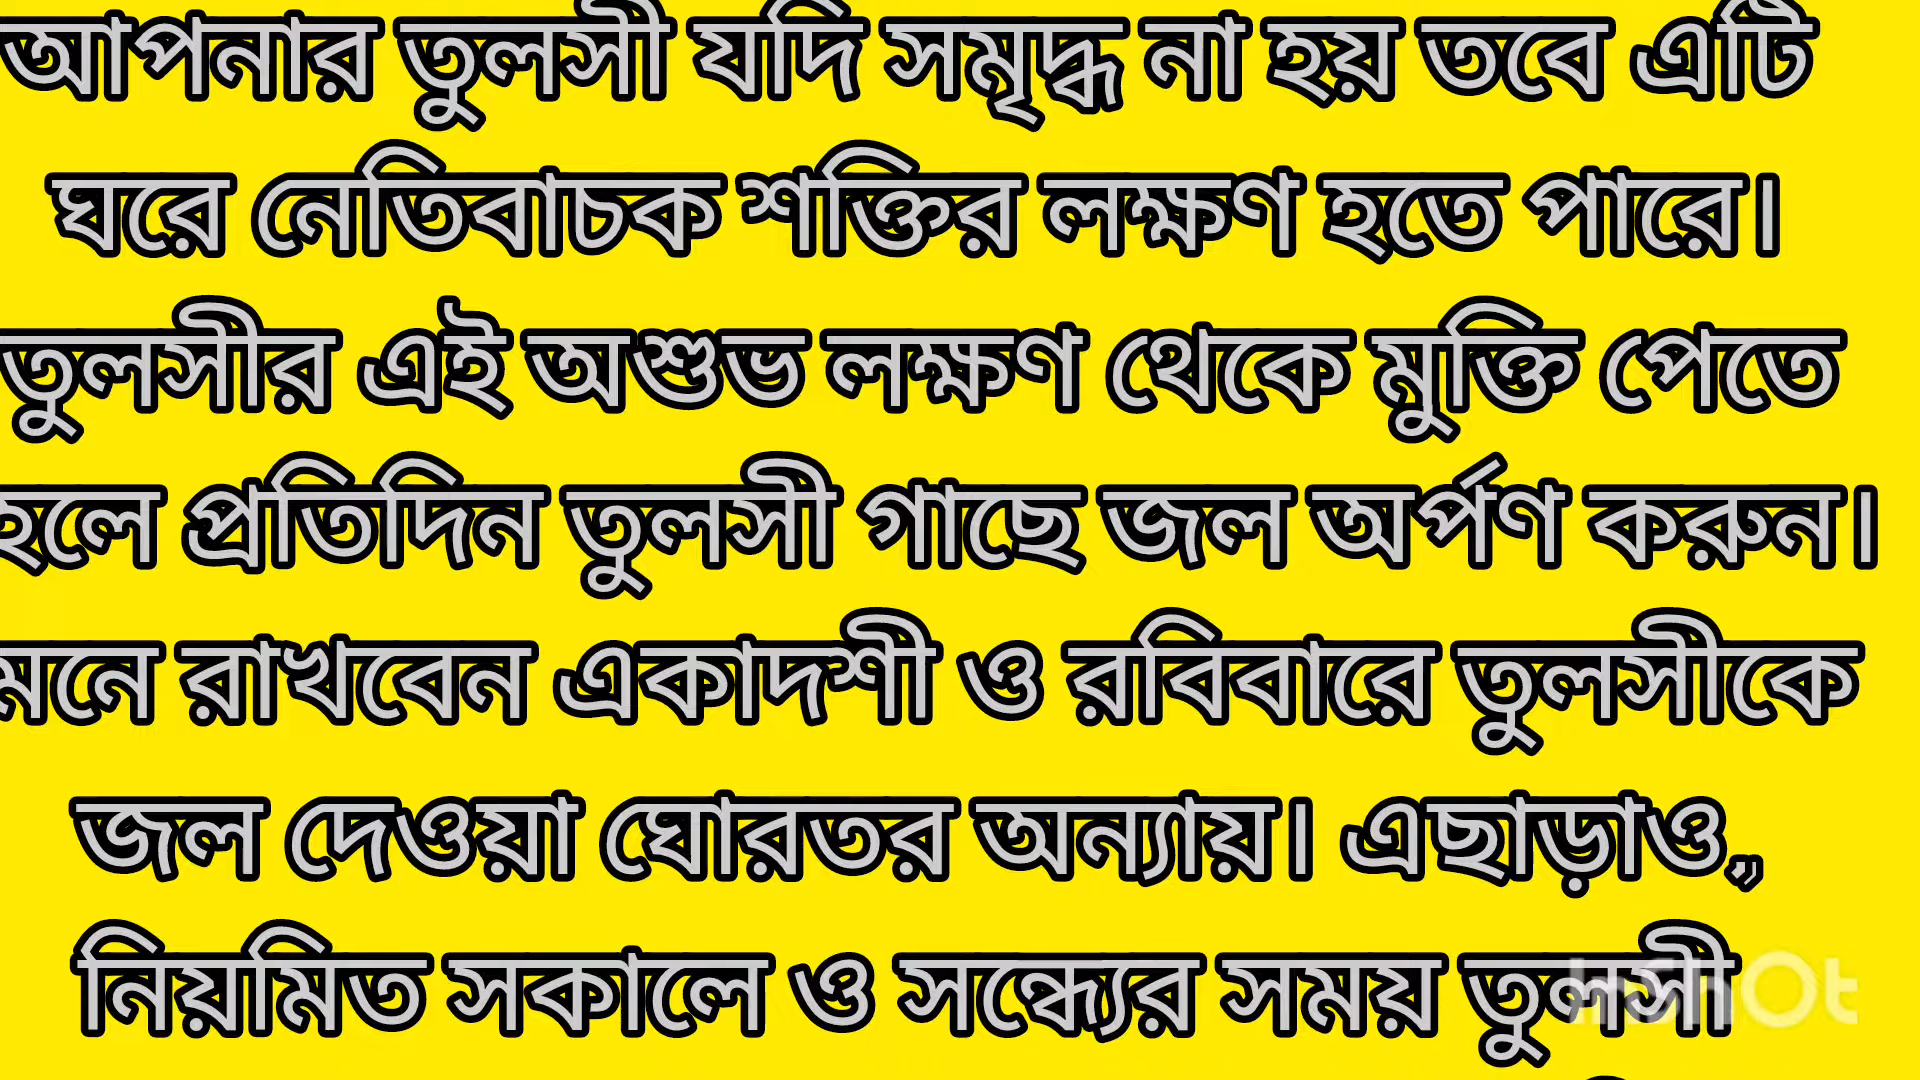 আপনার তুলসী যদি সমৃদ্ধ না হয় তবে এটি
ঘরে নেতিবাচক শক্তির লক্ষণ হতে পারে।
তুলসীর এই অশুভ লক্ষণ থেকে মুক্তি পেতে
হলে প্রতিদিন তুলসী গাছে জল অর্পণ করুন।
মনে রাখবেন একাদশী ও রবিবারে তুলসীকে
জল দেওয়া ঘোরতর অন্যায়। এছাড়াও,,
নিয়মিত সকালে ও সন্ধ্যের সময় তুলসী
InShOt